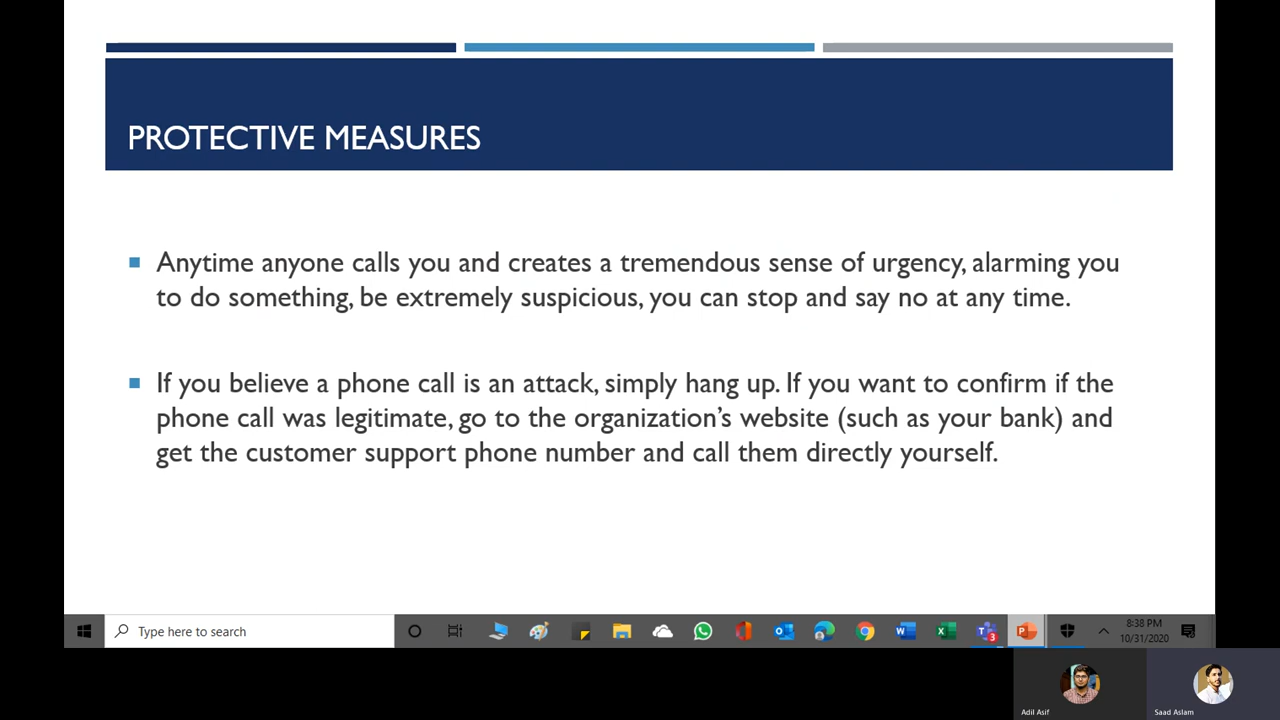 PROTECTIVE MEASURES
Anytime anyone calls you and creates a tremendous sense of urgency, alarming you
to do something, be extremely suspicious, you can stop and say no at any time.
If you believe a phone call is an attack, simply hang up. If you want to confirm if the
phone call was legitimate, go to the organization’s website (such as your bank) and
get the customer support phone number and call them directly yourself.
Type here to search
8:38 PM
10/31/2020
Adil Asif
Saad Aslam